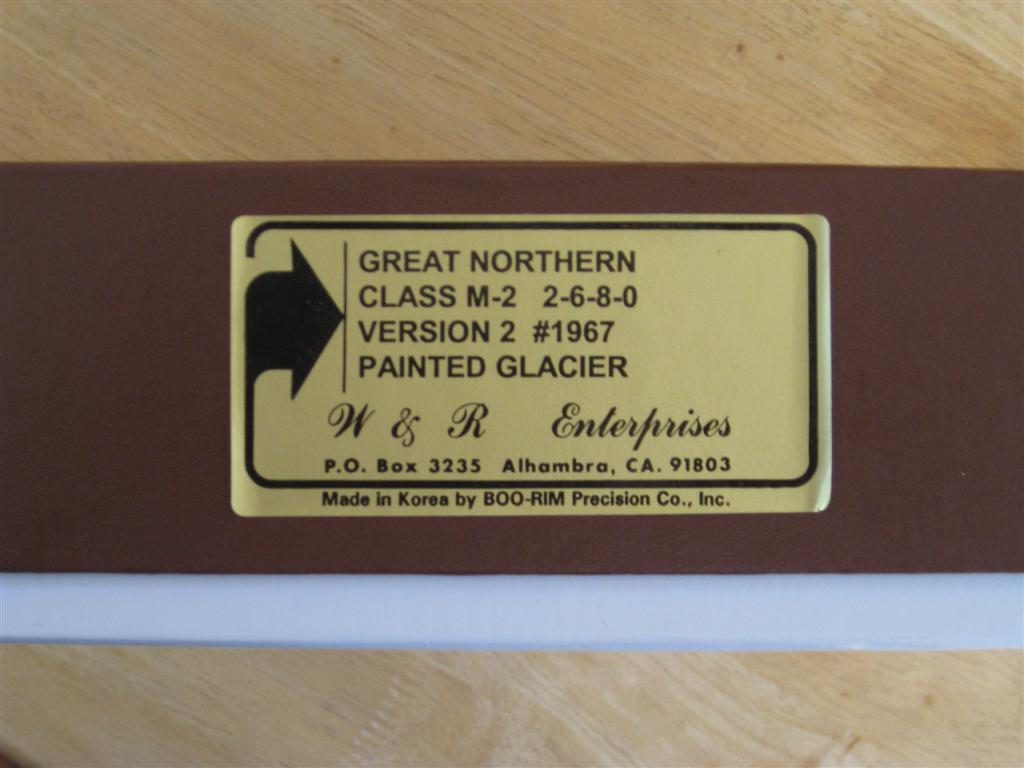 GREAT NORTHERN
CLASS M-2 2-6-8-0
VERSION 2 #1967
PAINTED GLACIER
W & R Enterprises
P.O. Box 3235 Alhambra, CA. 91803
Made in Korea by BOO-RIM Precision Co., Inc.